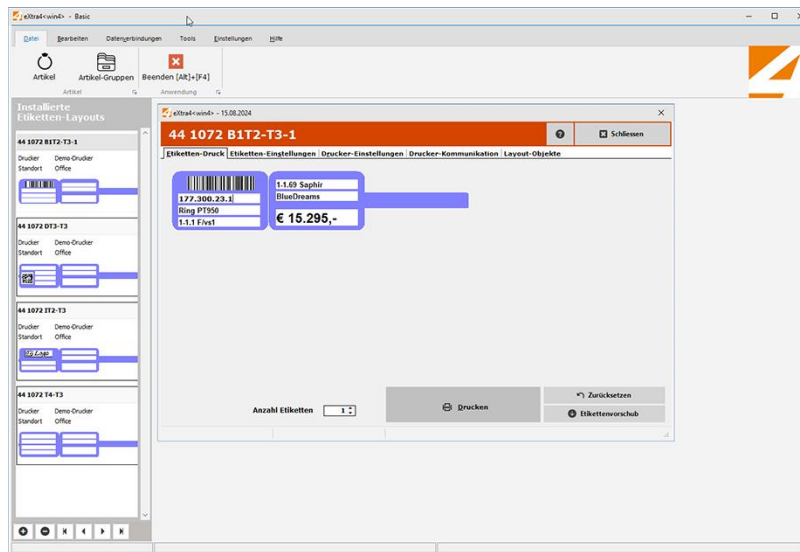 eXtra4<win4> - Basic
Datei Bearbeiten Datenverbindungen Tools Einstellungen Hilfe
Artikel Artikel-Gruppen Beenden [Alt]+[F4]
Artikel Anwendung
Installierte
Etiketten-Layouts
44 1072 B1T2-T3-1
Drucker Demo-Drucker
Standort Office
44 1072 DT3-T3
Drucker Demo-Drucker
Standort Office
44 1072 IT2-T3
Drucker Demo-Drucker
Standort Office
44 1072 T4-T3
Drucker Demo-Drucker
Standort Office
eXtra4<win4> - 15.08.2024
44 1072 B1T2-T3-1
Schliessen
Etiketten-Druck Etiketten-Einstellungen Drucker-Einstellungen Drucker-Kommunikation Layout-Objekte
177.300.23.1
Ring PT950
1-1.1 F/vs1
1-1.69 Saphir
BlueDreams
€ 15.295,-
Anzahl Etiketten 1
Drucken
Zurücksetzen
Etikettenvorschub